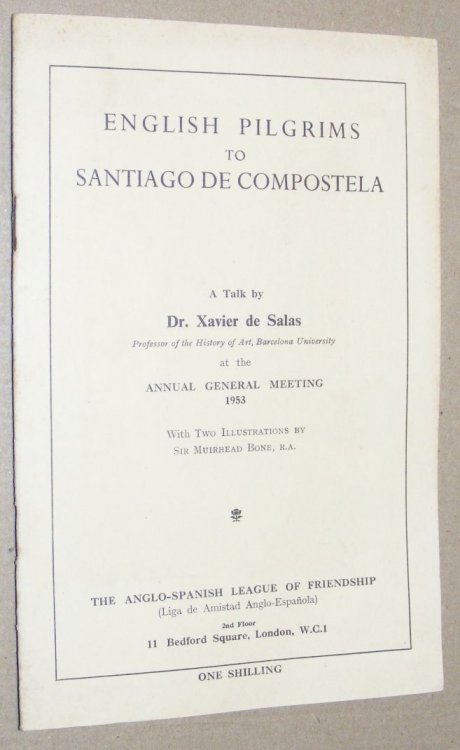 ENGLISH PILGRIMS
TO
SANTIAGO DE COMPOSTELA
A Talk by
Dr. Xavier de Salas
Professor of the History of Art, Barcelona University
at the
ANNUAL GENERAL MEETING
1953
With Two Illustrations by
Sir Muirhead Bone, R.A.
THE ANGLO-SPANISH LEAGUE OF FRIENDSHIP
(Liga de Amistad Anglo-Española)
2nd Floor
11 Bedford Square, London, W.C.1
ONE SHILLING